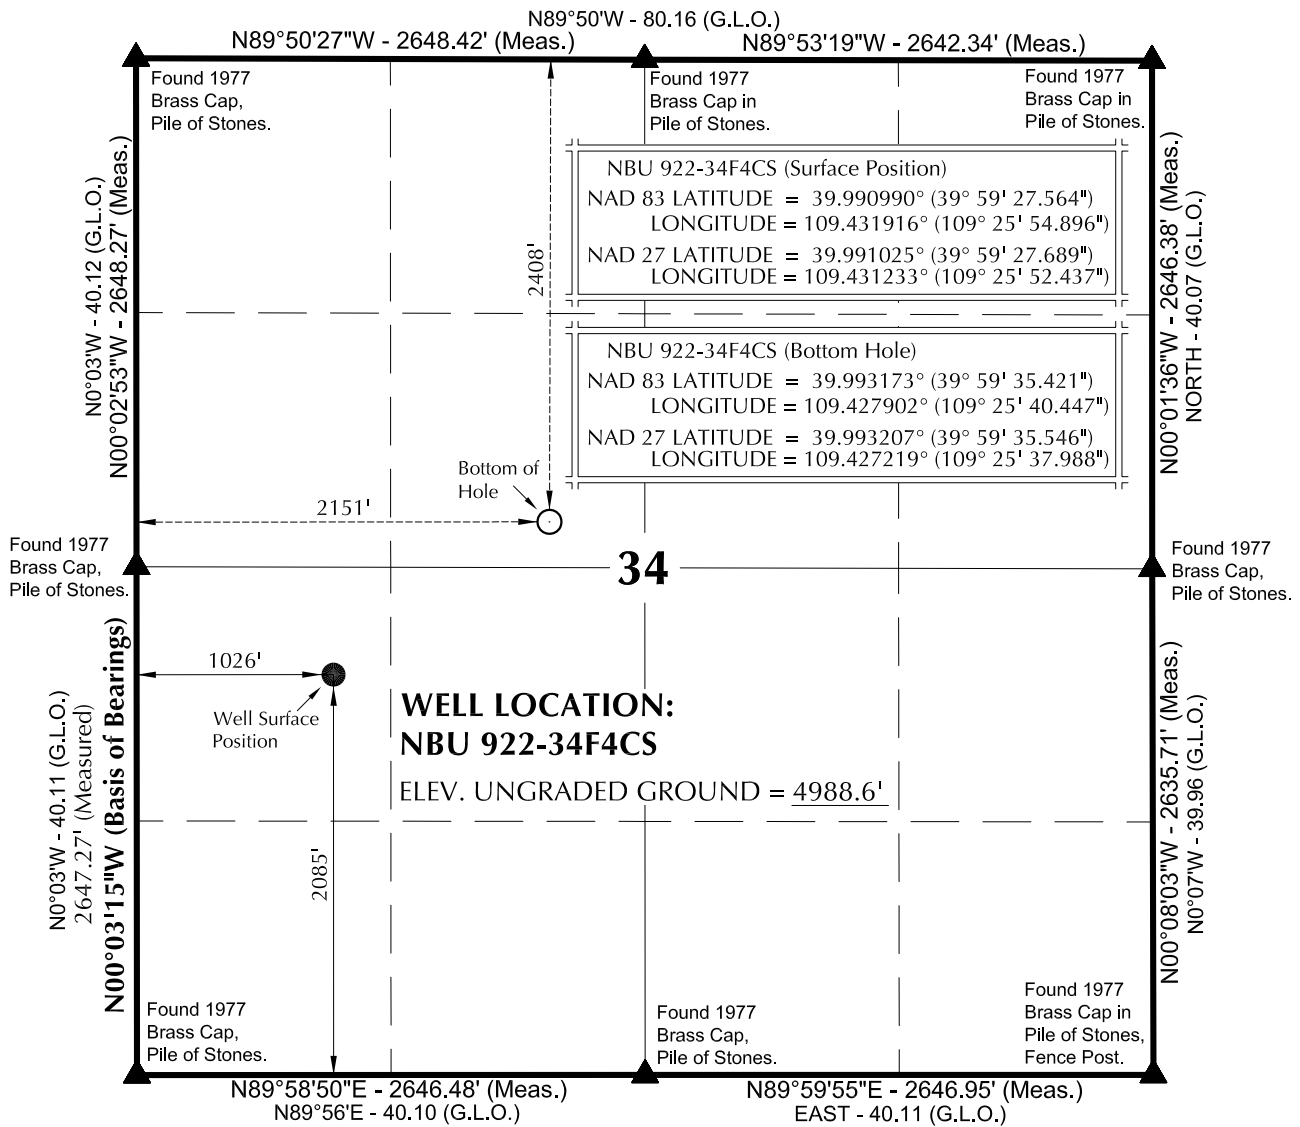 N89°50'W - 80.16 (G.L.O.)
N89°50'27"W - 2648.42' (Meas.)
N89°53'19"W - 2642.34' (Meas.)
Found 1977
Brass Cap,
Pile of Stones.
Found 1977
Brass Cap in
Pile of Stones.
Found 1977
Brass Cap in
Pile of Stones.
N0°03'W - 40.12 (G.L.O.)
N00°02'53"W - 2648.27' (Meas.)
2408'
NBU 922-34F4CS (Surface Position)
NAD 83 LATITUDE = 39.990990° (39° 59' 27.564")
LONGITUDE = 109.431916° (109° 25' 54.896")
NAD 27 LATITUDE = 39.991025° (39° 59' 27.689")
LONGITUDE = 109.431233° (109° 25' 52.437")
NBU 922-34F4CS (Bottom Hole)
NAD 83 LATITUDE = 39.993173° (39° 59' 35.421")
LONGITUDE = 109.427902° (109° 25' 40.447")
NAD 27 LATITUDE = 39.993207° (39° 59' 35.546")
LONGITUDE = 109.427219° (109° 25' 37.988")
N00°01'36"W - 2646.38' (Meas.)
NORTH - 40.07 (G.L.O.)
Bottom of
Hole
2151'
Found 1977
Brass Cap,
Pile of Stones.
34
Found 1977
Brass Cap,
Pile of Stones.
1026'
Well Surface
Position
WELL LOCATION:
NBU 922-34F4CS
ELEV. UNGRADED GROUND = 4988.6'
2085'
N0°03'W - 40.11 (G.L.O.)
2647.27' (Measured)
N00°03'15"W (Basis of Bearings)
N00°08'03"W - 2635.71' (Meas.)
N0°07'W - 39.96 (G.L.O.)
Found 1977
Brass Cap,
Pile of Stones.
Found 1977
Brass Cap,
Pile of Stones.
Found 1977
Brass Cap in
Pile of Stones,
Fence Post.
N89°58'50"E - 2646.48' (Meas.)
N89°56'E - 40.10 (G.L.O.)
N89°59'55"E - 2646.95' (Meas.)
EAST - 40.11 (G.L.O.)